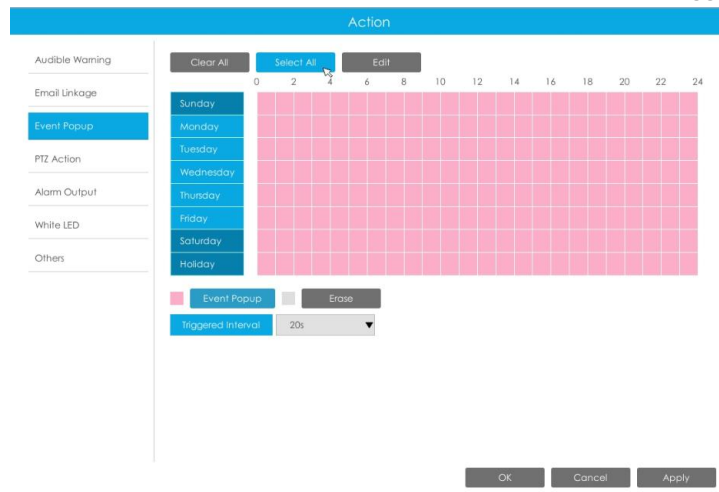 Action
Audible Warning
Email Linkage
Event Popup
PTZ Action
Alarm Output
White LED
Others
Clear All Select All Edit
0 2 4 6 8 10 12 14 16 18 20 22 24
Sunday
Monday
Tuesday
Wednesday
Thursday
Friday
Saturday
Holiday
Event Popup Erase
Triggered Interval 20s
OK Cancel Apply